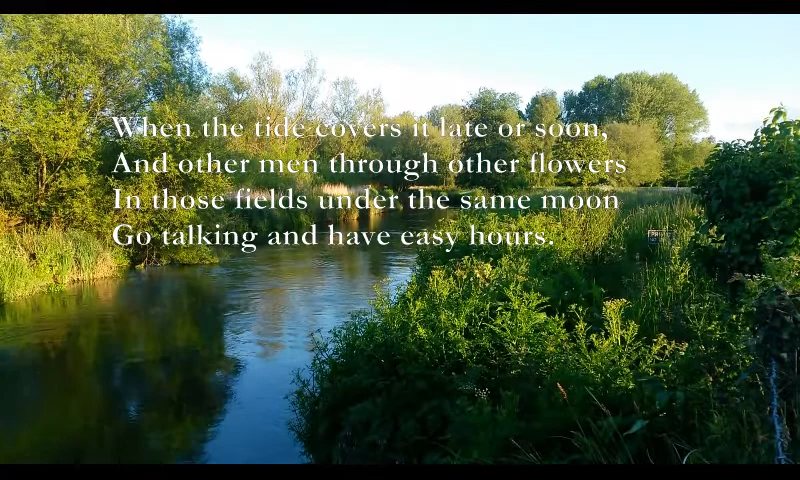 When the tide covers it late or soon,
And other men through other flowers
In those fields under the same moon
Go talking and have easy hours.